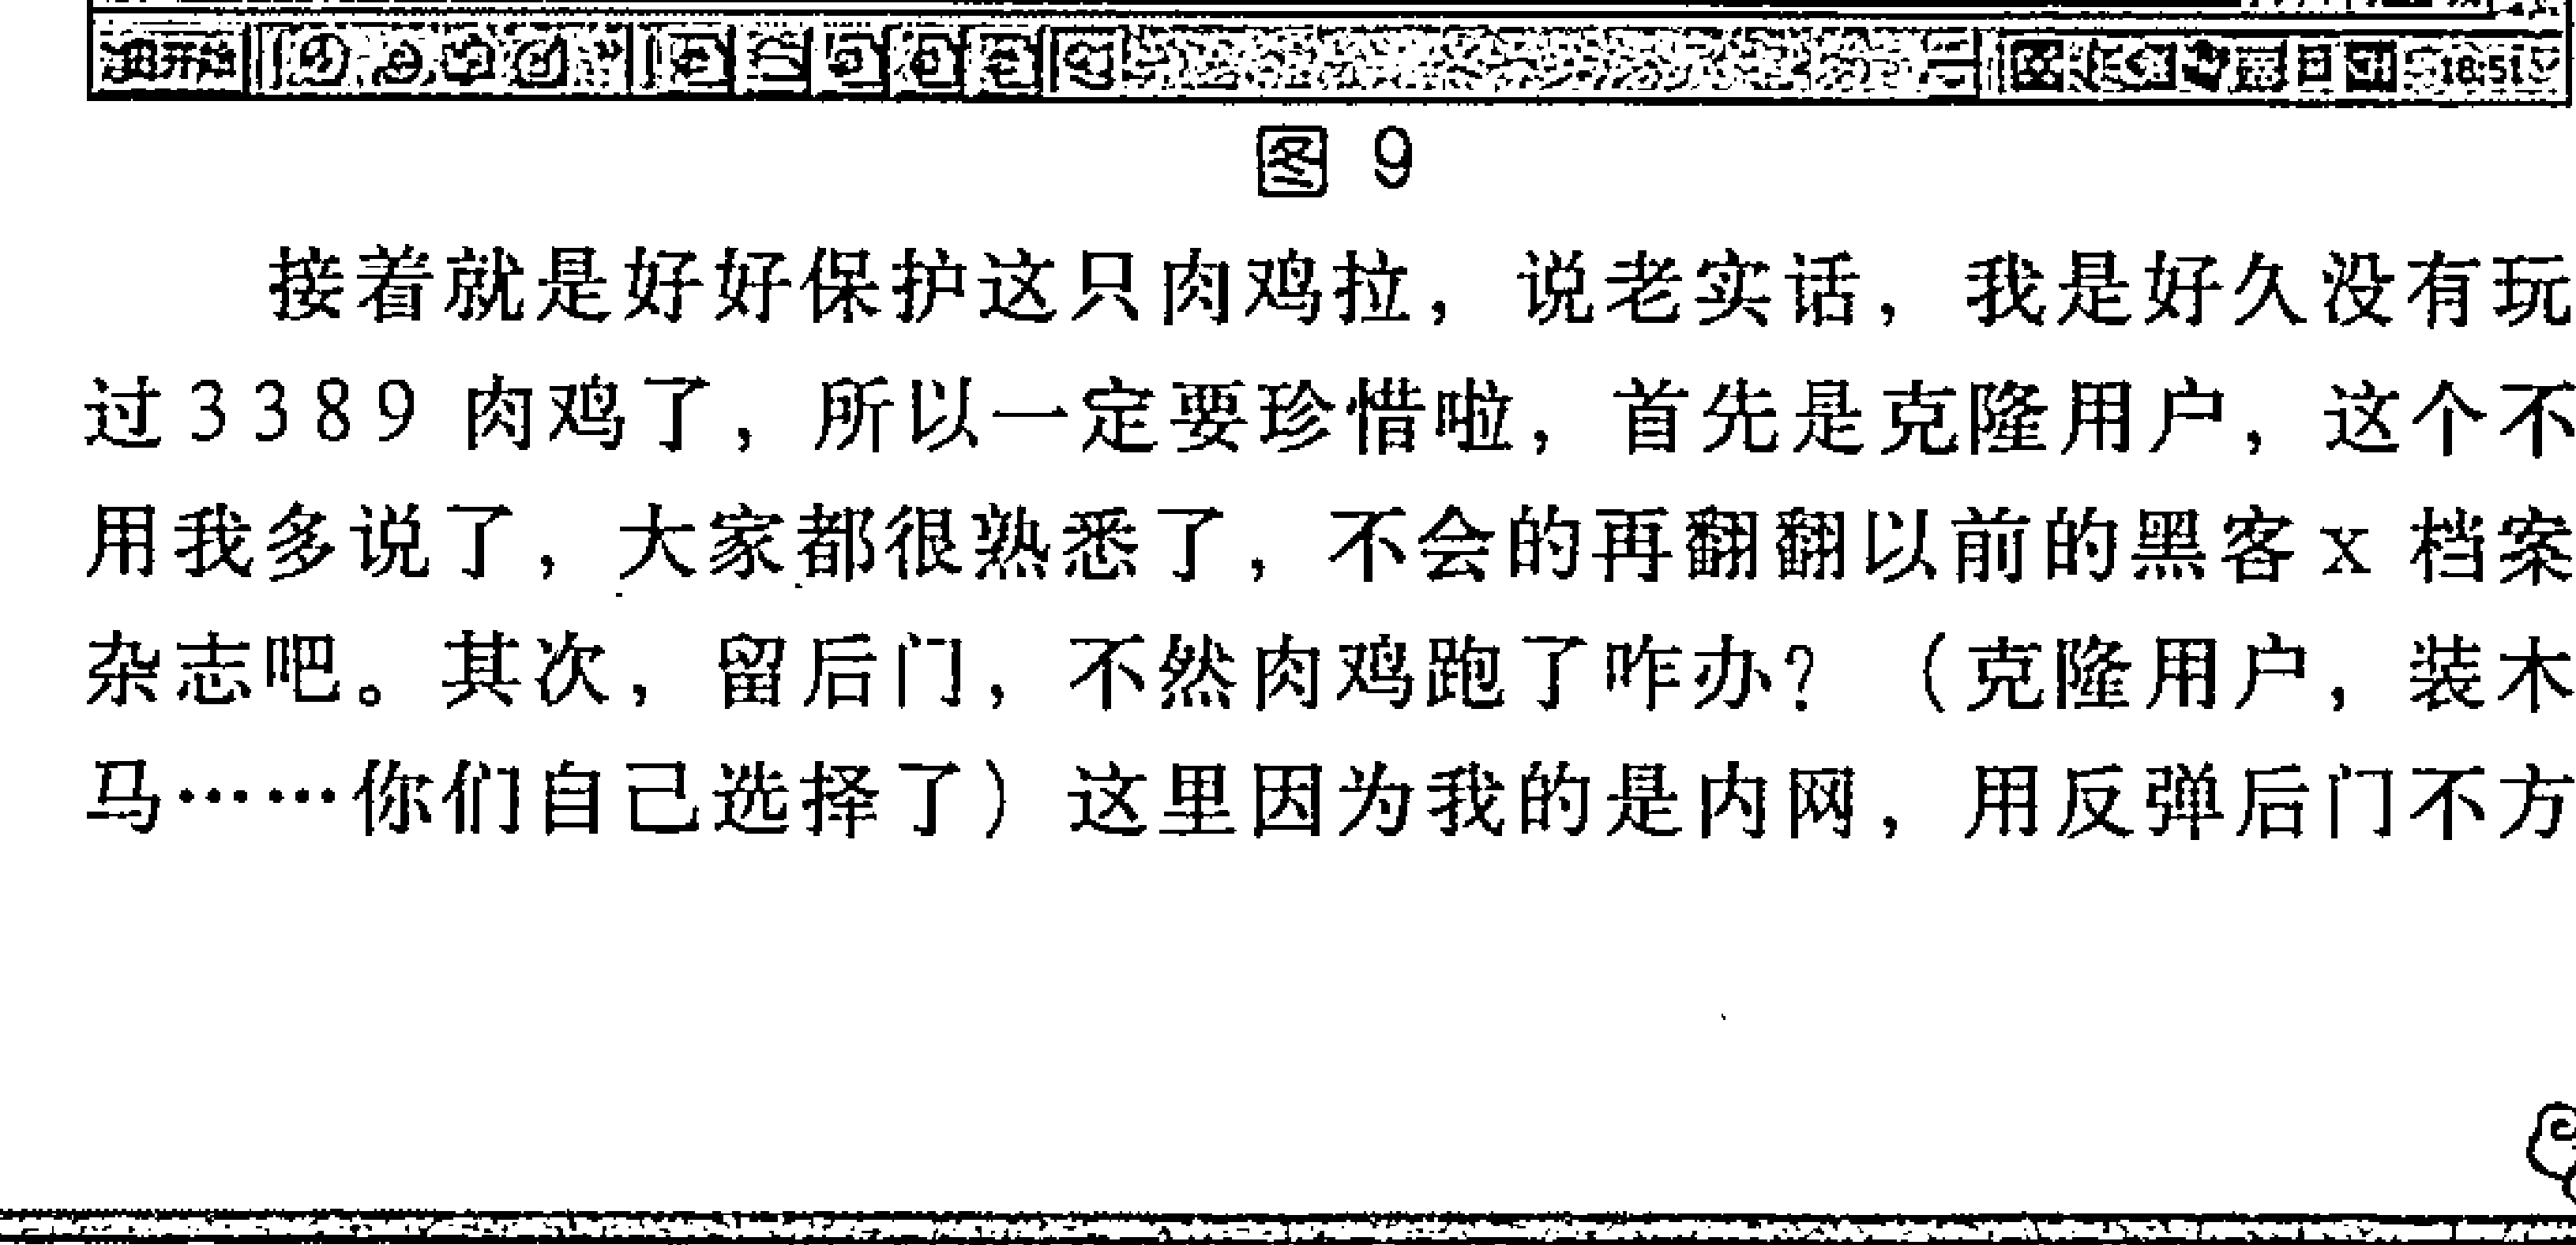 开始
18:51
图 9
接着就是好好保护这只肉鸡拉，说老实话，我是好久没有玩
过3389 肉鸡了，所以一定要珍惜啦，首先是克隆用户，这个不
用我多说了，大家都很熟悉了，不会的再翻翻以前的黑客x 档案
杂志吧。其次，留后门，不然肉鸡跑了咋办？（克隆用户，装木
马……你们自己选择了）这里因为我的是内网，用反弹后门不方